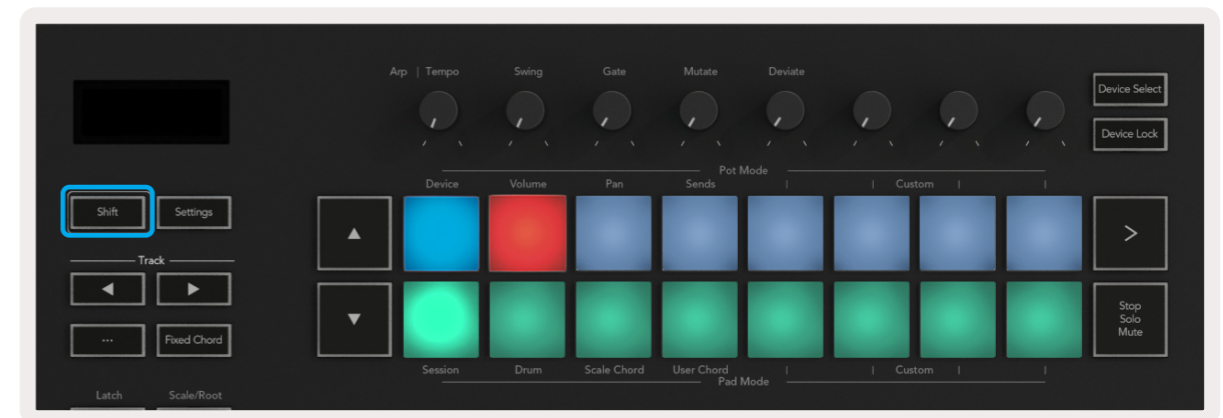 Arp | Tempo Swing Gate Mutate Deviate
Device Select
Device Lock
Pot Mode
Device Volume Pan Sends | | Custom | |
Shift Settings
▲ >
Track
◀ ▶
▼ Stop
Solo
Mute
... Fixed Chord
Session Drum Scale Chord User Chord | | Custom | |
Pad Mode
Latch Scale/Root